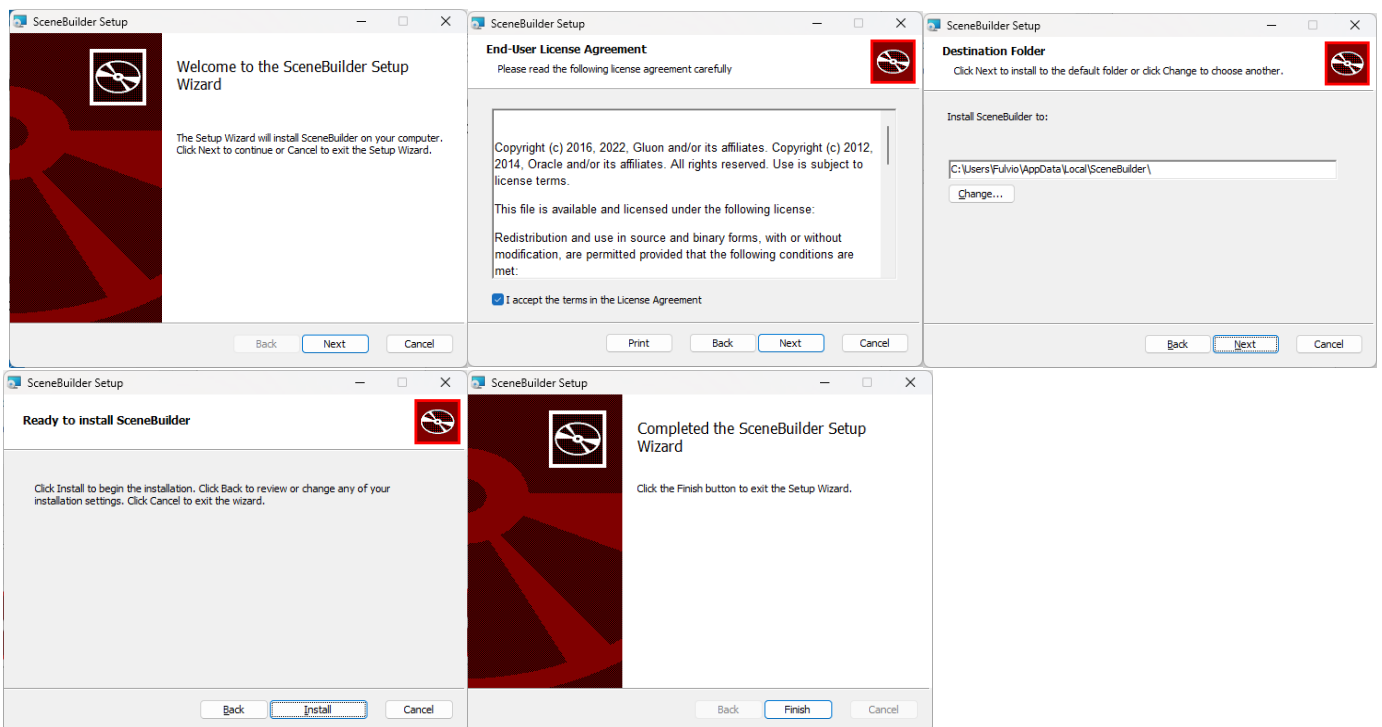 SceneBuilder Setup
Welcome to the SceneBuilder Setup
Wizard
The Setup Wizard will install SceneBuilder on your computer.
Click Next to continue or Cancel to exit the Setup Wizard.
Back
Next
Cancel
SceneBuilder Setup
End-User License Agreement
Please read the following license agreement carefully
Copyright (c) 2016, 2022, Gluon and/or its affiliates. Copyright (c) 2012,
2014, Oracle and/or its affiliates. All rights reserved. Use is subject to
license terms.
This file is available and licensed under the following license:
Redistribution and use in source and binary forms, with or without
modification, are permitted provided that the following conditions are
met:
I accept the terms in the License Agreement
Print
Back
Next
Cancel
SceneBuilder Setup
Destination Folder
Click Next to install to the default folder or click Change to choose another.
Install SceneBuilder to:
C:\Users\Fulvio\AppData\Local\SceneBuilder\
Change...
Back
Next
Cancel
SceneBuilder Setup
Ready to install SceneBuilder
Click Install to begin the installation. Click Back to review or change any of your
installation settings. Click Cancel to exit the wizard.
Back
Install
Cancel
SceneBuilder Setup
Completed the SceneBuilder Setup
Wizard
Click the Finish button to exit the Setup Wizard.
Back
Finish
Cancel